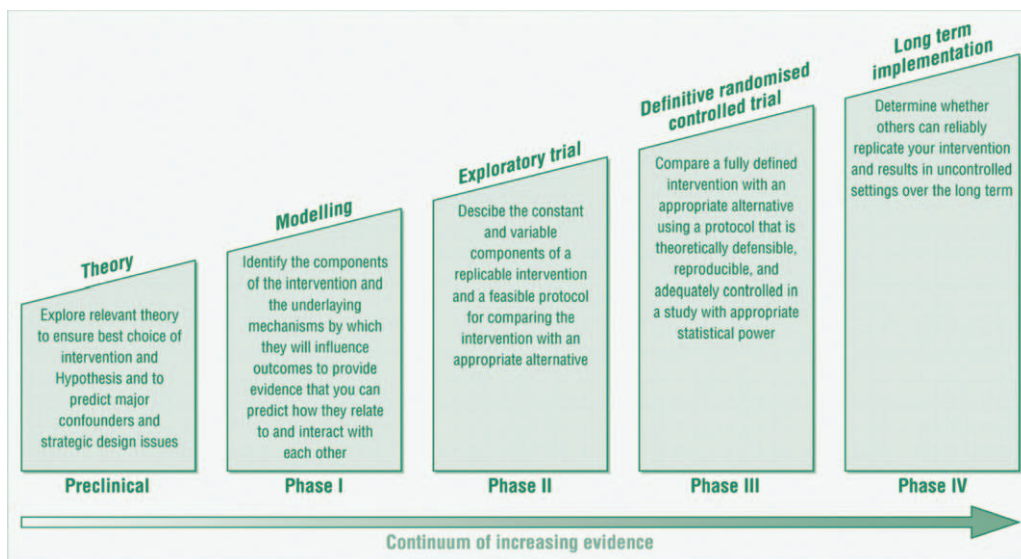 Theory
Explore relevant theory
to ensure best choice of
intervention and
Hypothesis and to
predict major
confounders and
strategic design issues
Preclinical
Modelling
Identify the components
of the intervention and
the underlaying
mechanisms by which
they will influence
outcomes to provide
evidence that you can
predict how they relate
to and interact with
each other
Phase I
Exploratory trial
Descibe the constant
and variable
components of a
replicable intervention
and a feasible protocol
for comparing the
intervention with an
appropriate alternative
Phase II
Definitive randomised
controlled trial
Compare a fully defined
intervention with an
appropriate alternative
using a protocol that is
theoretically defensible,
reproducible, and
adequately controlled in
a study with appropriate
statistical power
Phase III
Long term
implementation
Determine whether
others can reliably
replicate your intervention
and results in uncontrolled
settings over the long term
Phase IV
Continuum of increasing evidence